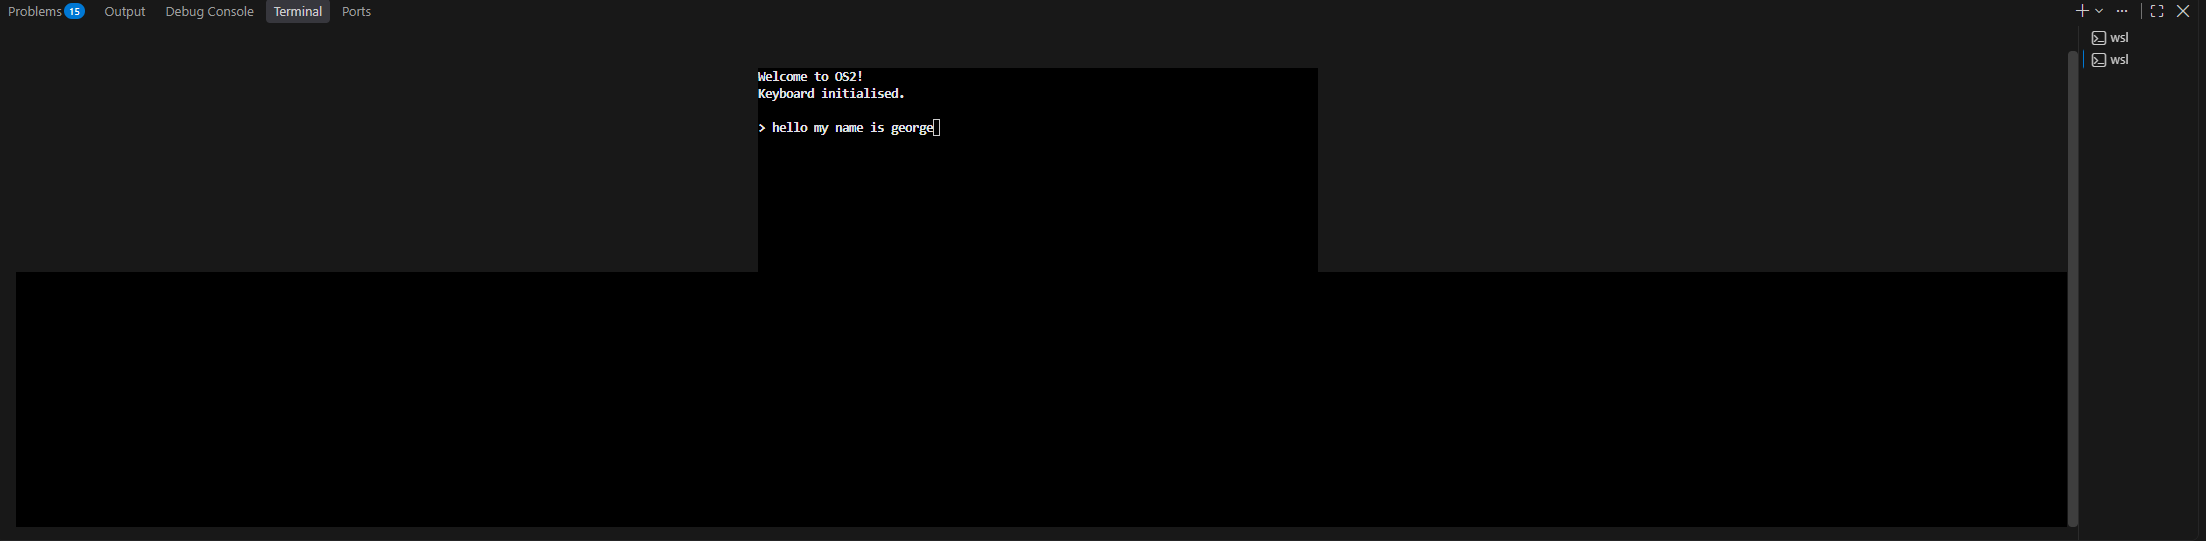 Problems 15 Output Debug Console Terminal Ports
wsl
wsl
Welcome to OS2!
Keyboard initialised.
> hello my name is george